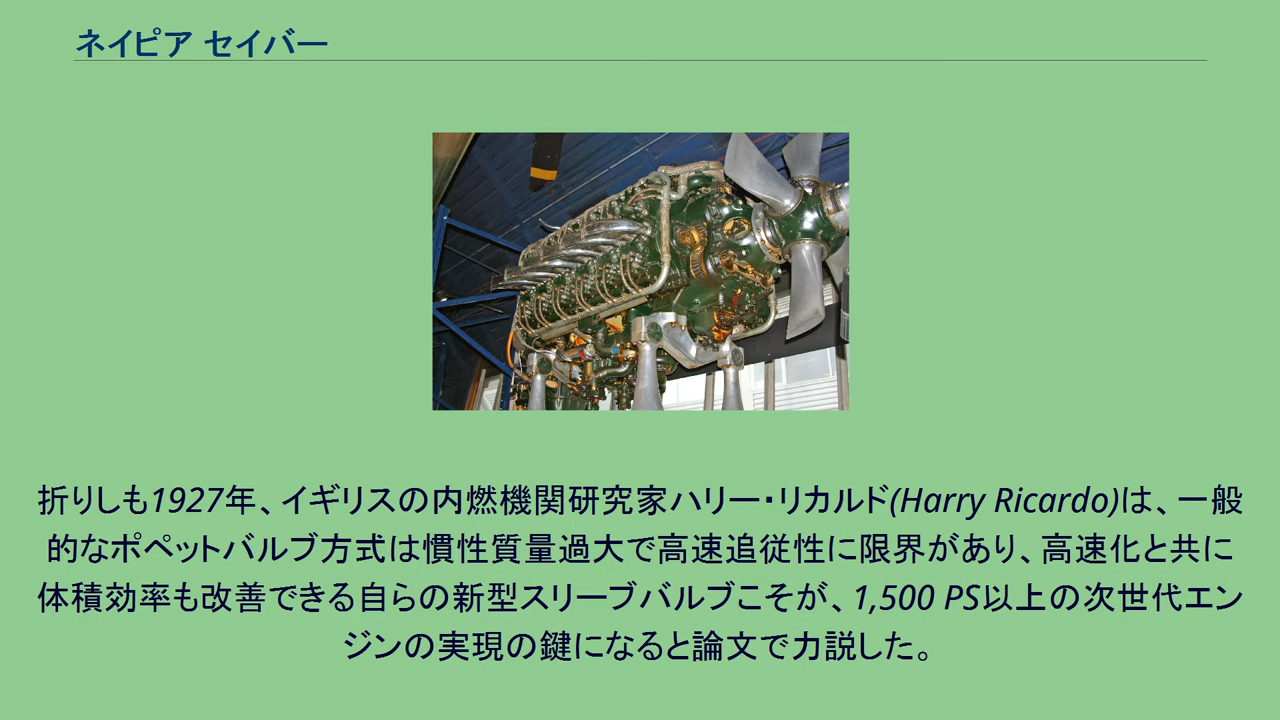 ネイピア セイバー
折りしも1927年、イギリスの内燃機関研究家ハリー・リカルド(Harry Ricardo)は、一般
的なポペットバルブ方式は慣性質量過大で高速追従性に限界があり、高速化と共に
体積効率も改善できる自らの新型スリーブバルブこそが、1,500 PS以上の次世代エン
ジンの実現の鍵になると論文で力説した。